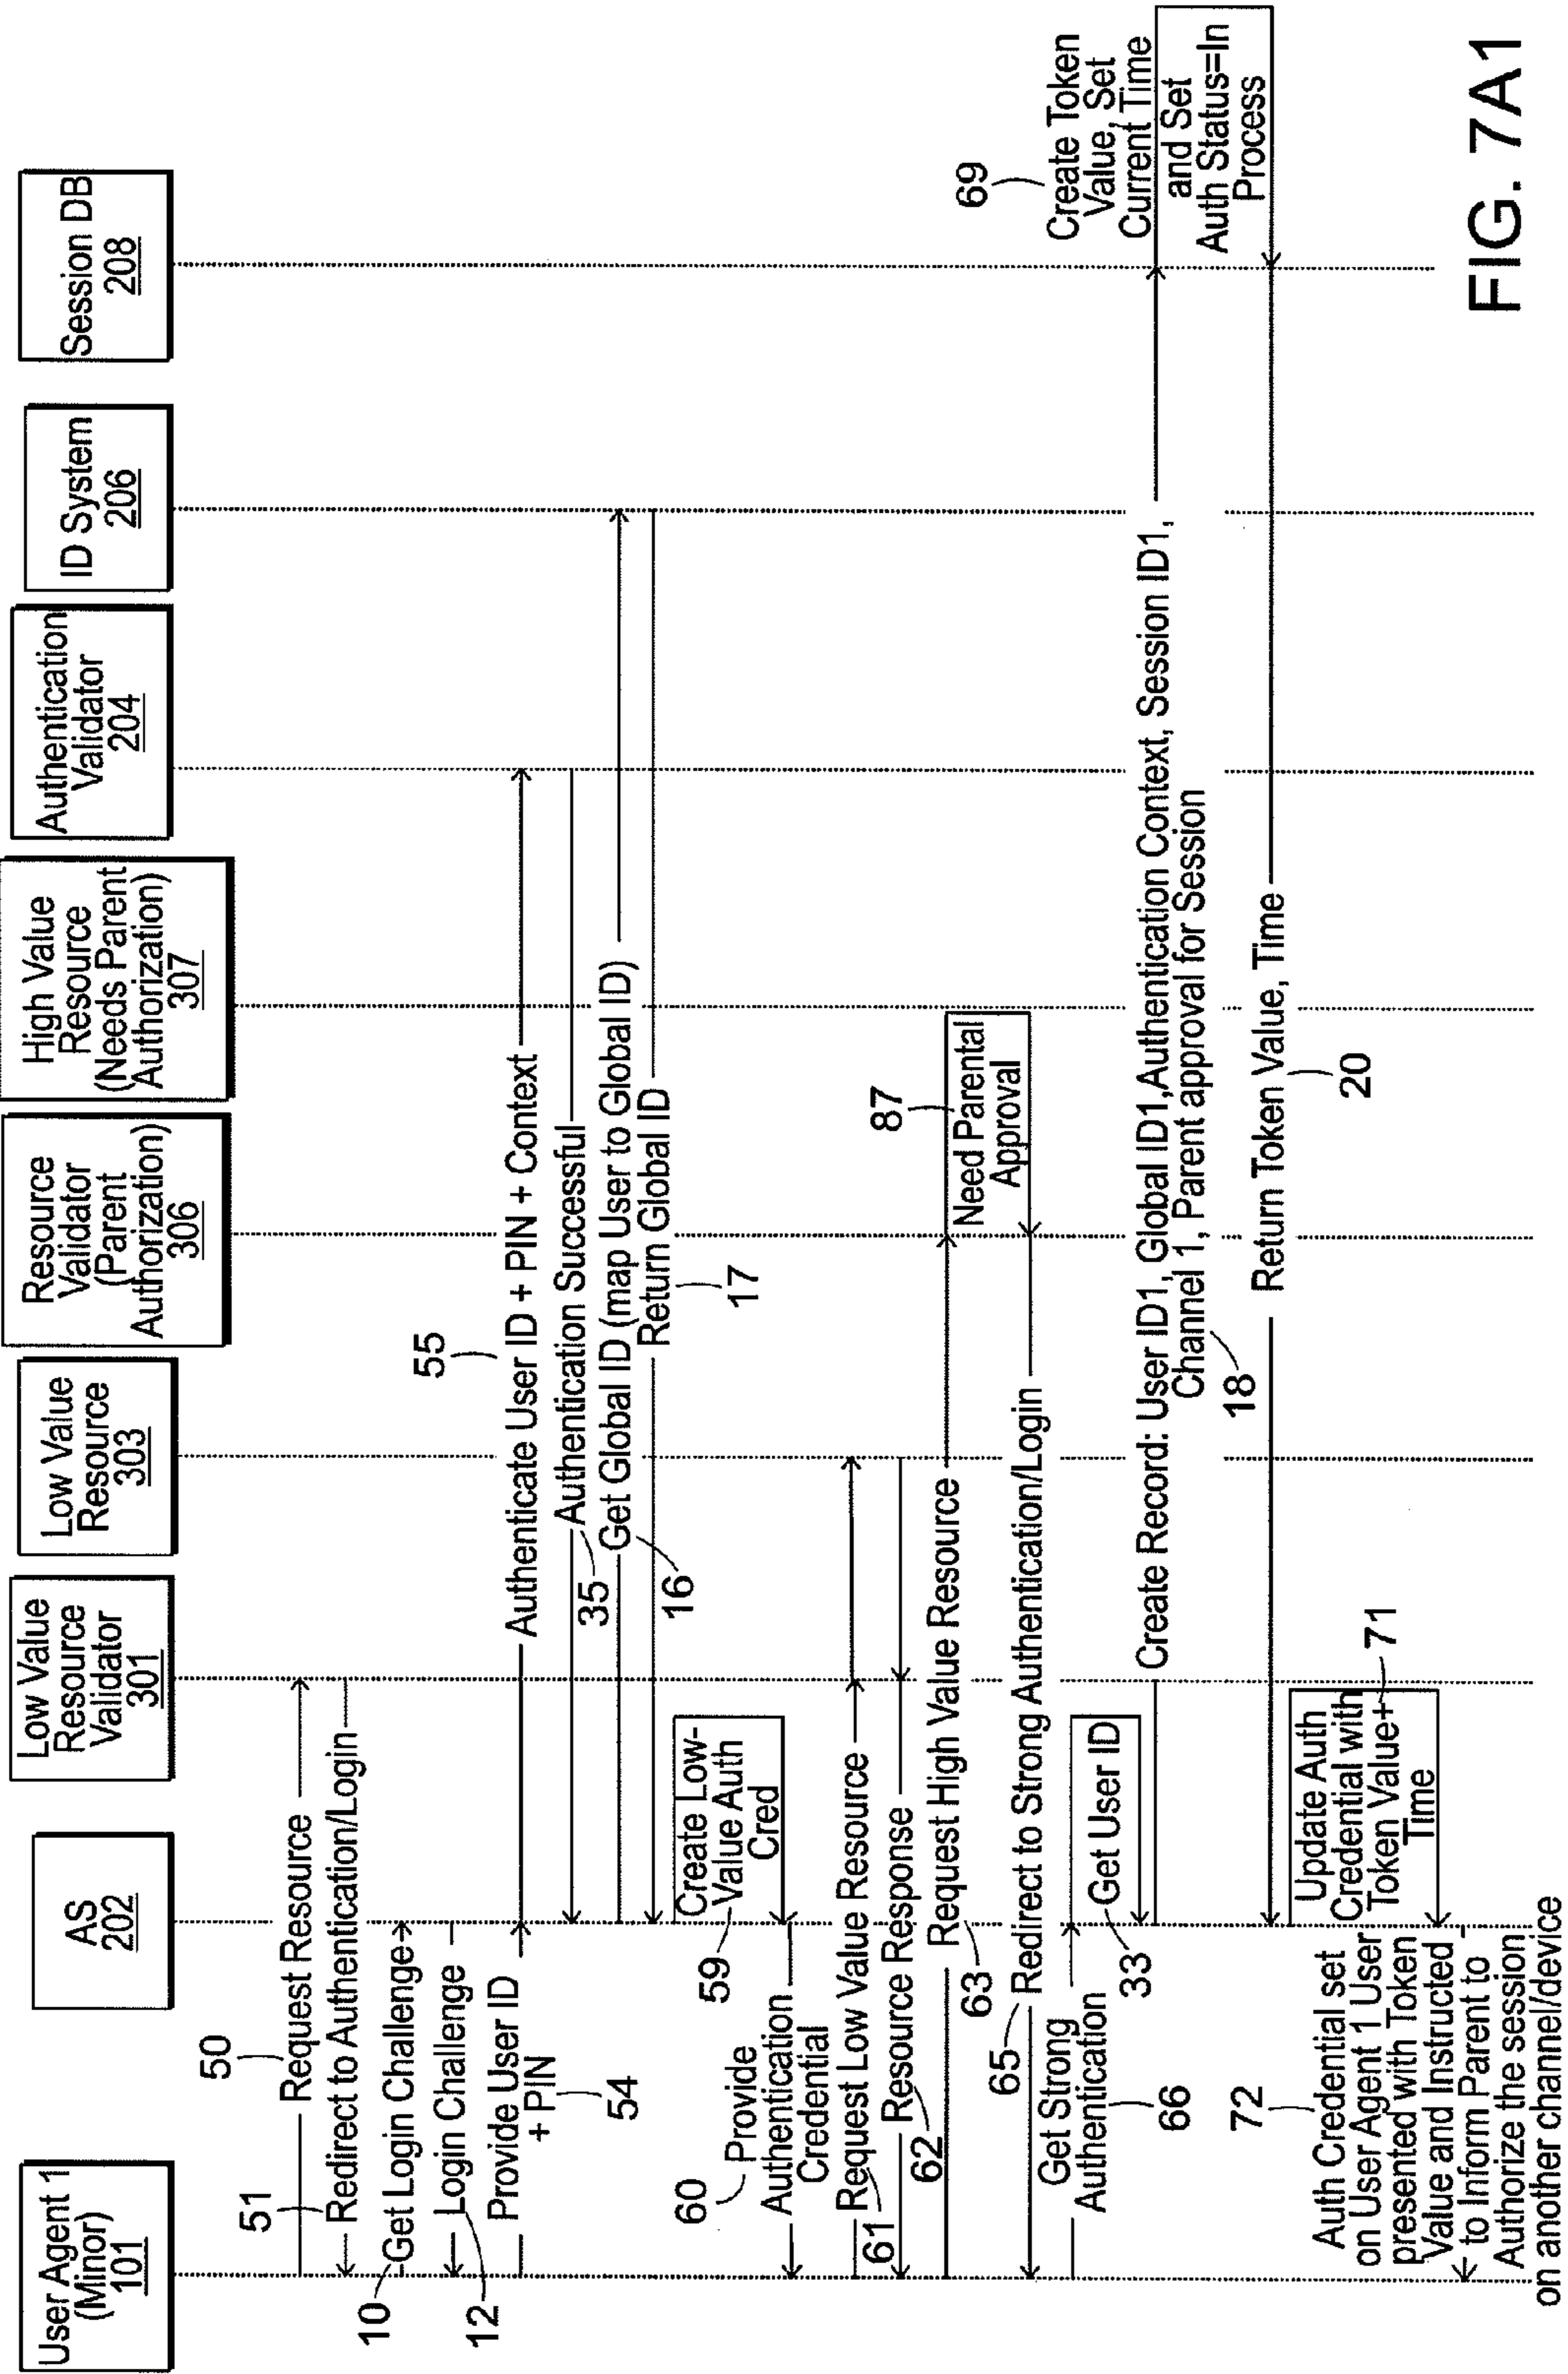 User Agent 1
(Minor)
101
AS
202
Low Value
Resource
Validator
301
Low Value
Resource
303
Resource
Validator
(Parent
Authorization)
306
High Value
Resource
(Needs Parent
Authorization)
307
Authentication
Validator
204
ID System
206
Session DB
208
50
Request Resource
51
Redirect to Authentication/Login
10
Get Login Challenge
12
Login Challenge
Provide User ID
+ PIN
54
55
Authenticate User ID + PIN + Context
Authentication Successful
35
Get Global ID (map User to Global ID)
16
Return Global ID
17
Create Low-
Value Auth
Cred
59
60
Provide
Authentication
Credential
Request Low Value Resource
61
Resource Response
62
Request High Value Resource
63
87
Need Parental
Approval
65
Redirect to Strong Authentication/Login
Get Strong
Authentication
66
Get User ID
33
Create Record: User ID1, Global ID1,Authentication Context, Session ID1,
Channel 1, Parent approval for Session
18
69
Create Token
Value, Set
Current Time
and Set
Auth Status=In
Process
Return Token Value, Time
20
Update Auth
Credential with
Token Value+
Time
71
72
Auth Credential set
on User Agent 1 User
presented with Token
Value and Instructed
to Inform Parent to
Authorize the session
on another channel/device
FIG. 7A1